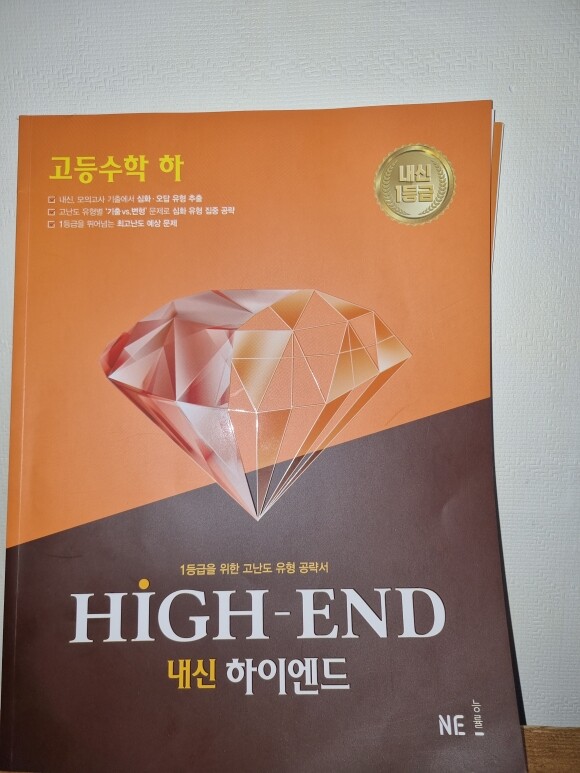 고등수학 하
내신, 모의고사 기출에서 심화·오답 유형 추출
고난도 유형별 '기출vs.변형' 문제로 심화 유형 집중 공략
1등급을 뛰어넘는 최고난도 예상 문제
내신
1등급
1등급을 위한 고난도 유형 공략서
HiGH-END
내신 하이엔드
NE능률